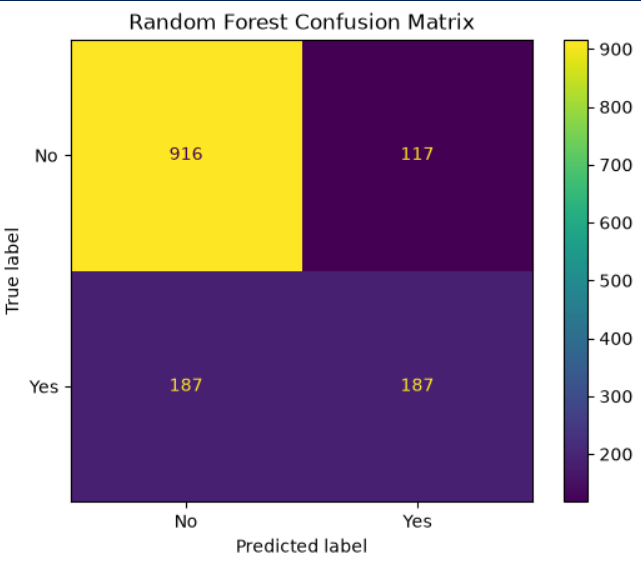 Random Forest Confusion Matrix
True label
No
Yes
916
117
187
187
No
Yes
Predicted label
900
800
700
600
500
400
300
200